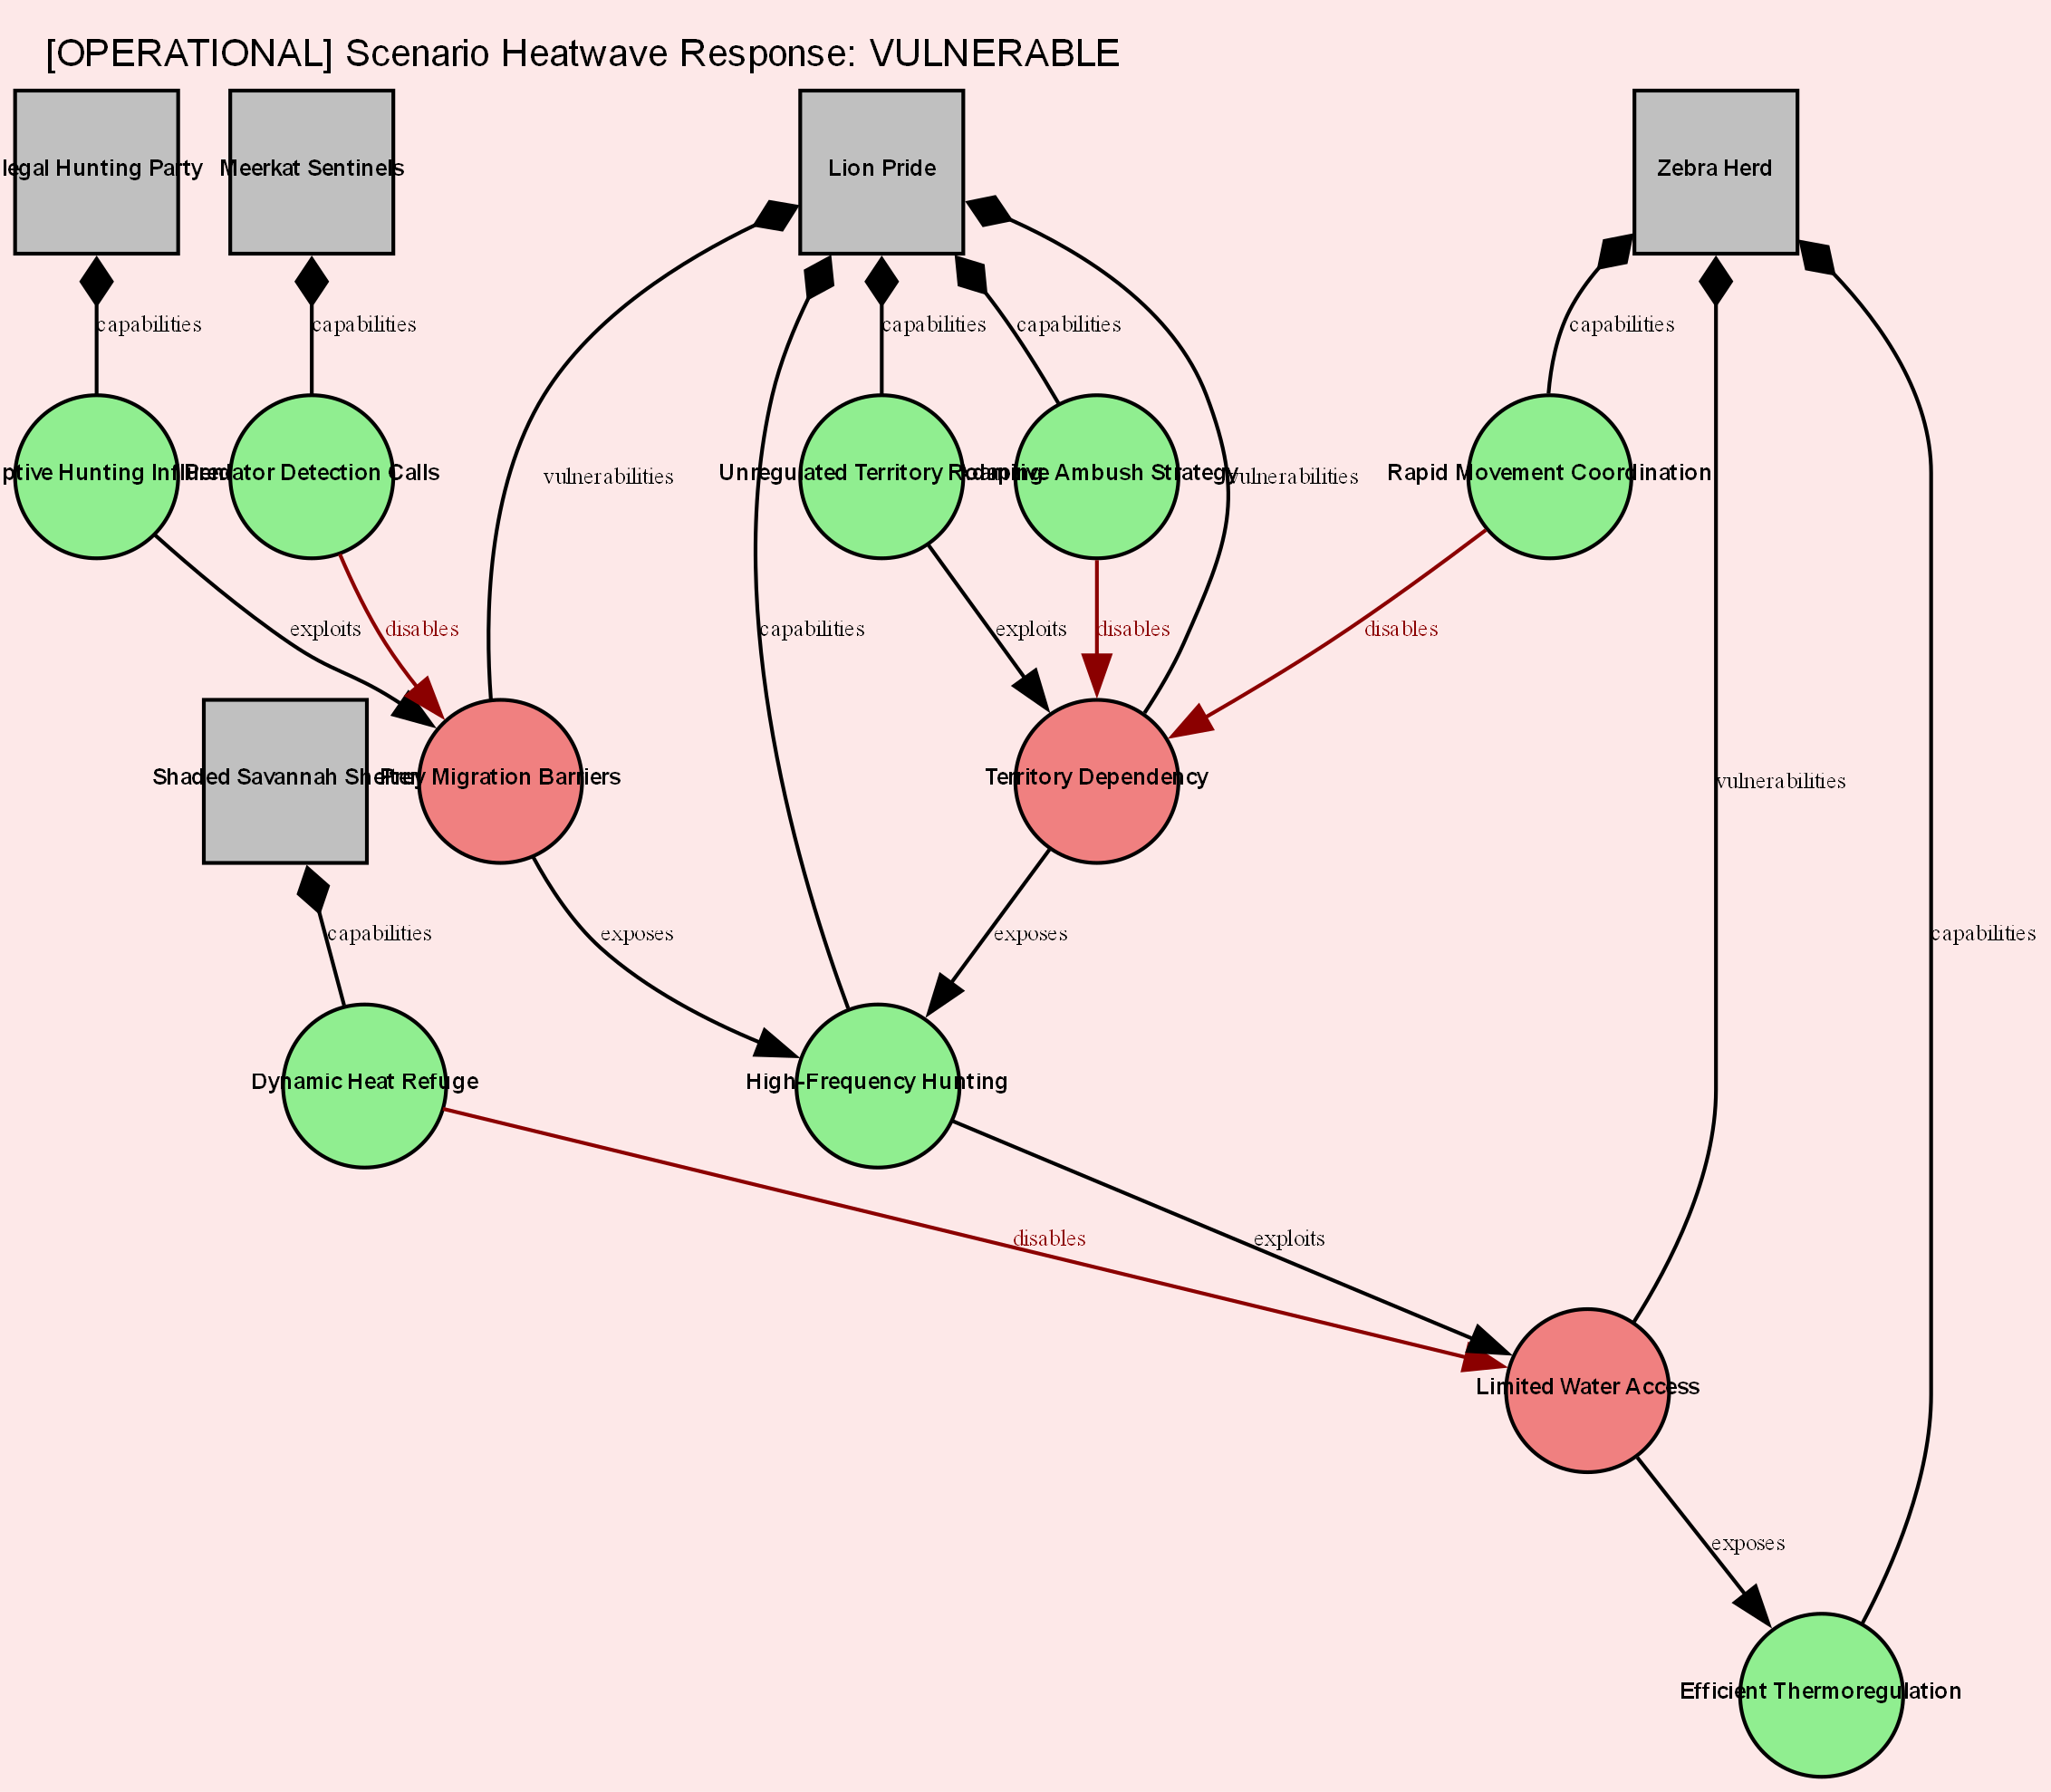 [OPERATIONAL] Scenario Heatwave Response: VULNERABLE
legal Hunting Party
Meerkat Sentinels
Lion Pride
Zebra Herd
capabilities
capabilities
capabilities
capabilities
capabilities
ptive Hunting
Predator Detection Calls
vulnerabilities
Unregulated Territory Roaming
Ambush Strategy
vulnerabilities
Rapid Movement Coordination
exploits
disables
capabilities
exploits
disables
disables
Shaded Savannah Shelter
Prey Migration Barriers
Territory Dependency
vulnerabilities
capabilities
exposes
exposes
capabilities
Dynamic Heat Refuge
High-Frequency Hunting
disables
exploits
Limited Water Access
exposes
Efficient Thermoregulation